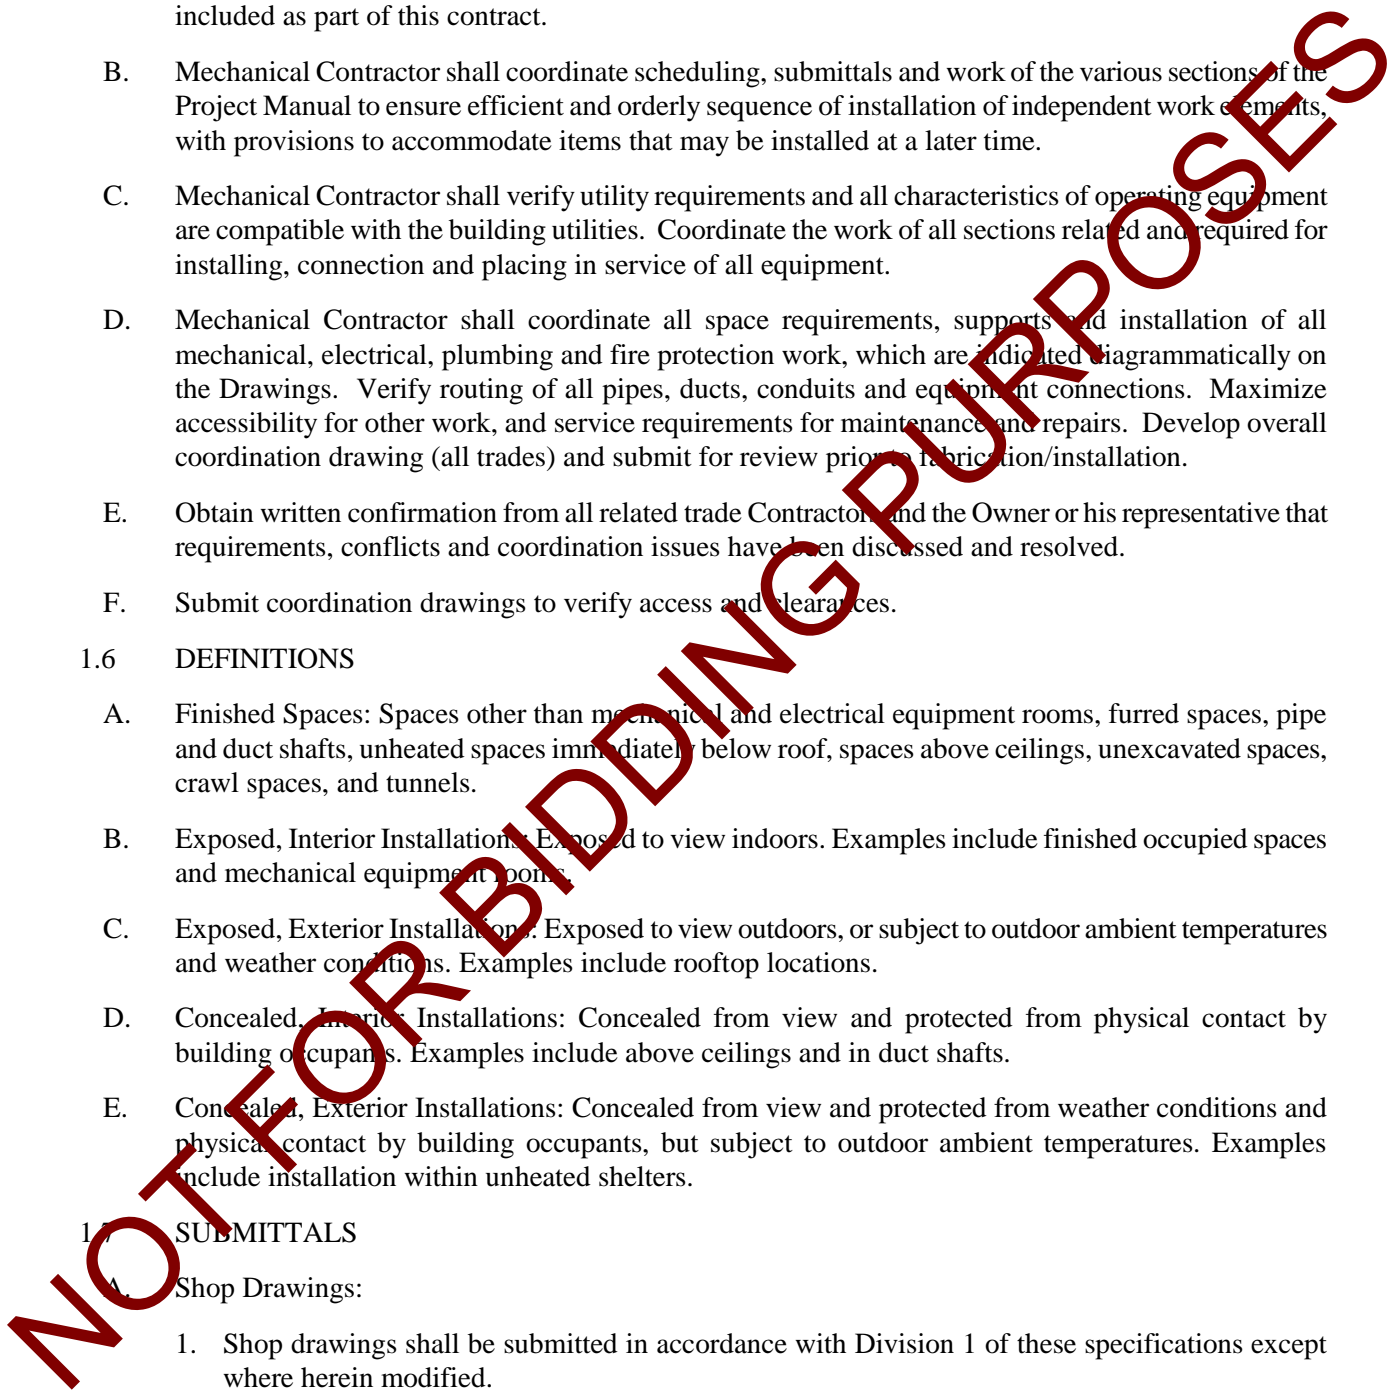 included as part of this contract.
B. Mechanical Contractor shall coordinate scheduling, submittals and work of the various sections of the
Project Manual to ensure efficient and orderly sequence of installation of independent work elements,
with provisions to accommodate items that may be installed at a later time.
C. Mechanical Contractor shall verify utility requirements and all characteristics of operating equipment
are compatible with the building utilities. Coordinate the work of all sections related and required for
installing, connection and placing in service of all equipment.
D. Mechanical Contractor shall coordinate all space requirements, supports and installation of all
mechanical, electrical, plumbing and fire protection work, which are indicated diagrammatically on
the Drawings. Verify routing of all pipes, ducts, conduits and equipment connections. Maximize
accessibility for other work, and service requirements for maintenance and repairs. Develop overall
coordination drawing (all trades) and submit for review prior to fabrication/installation.
E. Obtain written confirmation from all related trade Contractors and the Owner or his representative that
requirements, conflicts and coordination issues have been discussed and resolved.
F. Submit coordination drawings to verify access and clearances.
1.6 DEFINITIONS
A. Finished Spaces: Spaces other than mechanical and electrical equipment rooms, furred spaces, pipe
and duct shafts, unheated spaces immediately below roof, spaces above ceilings, unexcavated spaces,
crawl spaces, and tunnels.
B. Exposed, Interior Installations: Exposed to view indoors. Examples include finished occupied spaces
and mechanical equipment rooms.
C. Exposed, Exterior Installations: Exposed to view outdoors, or subject to outdoor ambient temperatures
and weather conditions. Examples include rooftop locations.
D. Concealed, Interior Installations: Concealed from view and protected from physical contact by
building occupants. Examples include above ceilings and in duct shafts.
E. Concealed, Exterior Installations: Concealed from view and protected from weather conditions and
physical contact by building occupants, but subject to outdoor ambient temperatures. Examples
include installation within unheated shelters.
1.7 SUBMITTALS
A. Shop Drawings:
1. Shop drawings shall be submitted in accordance with Division 1 of these specifications except
where herein modified.
NOT FOR BIDDING PURPOSES